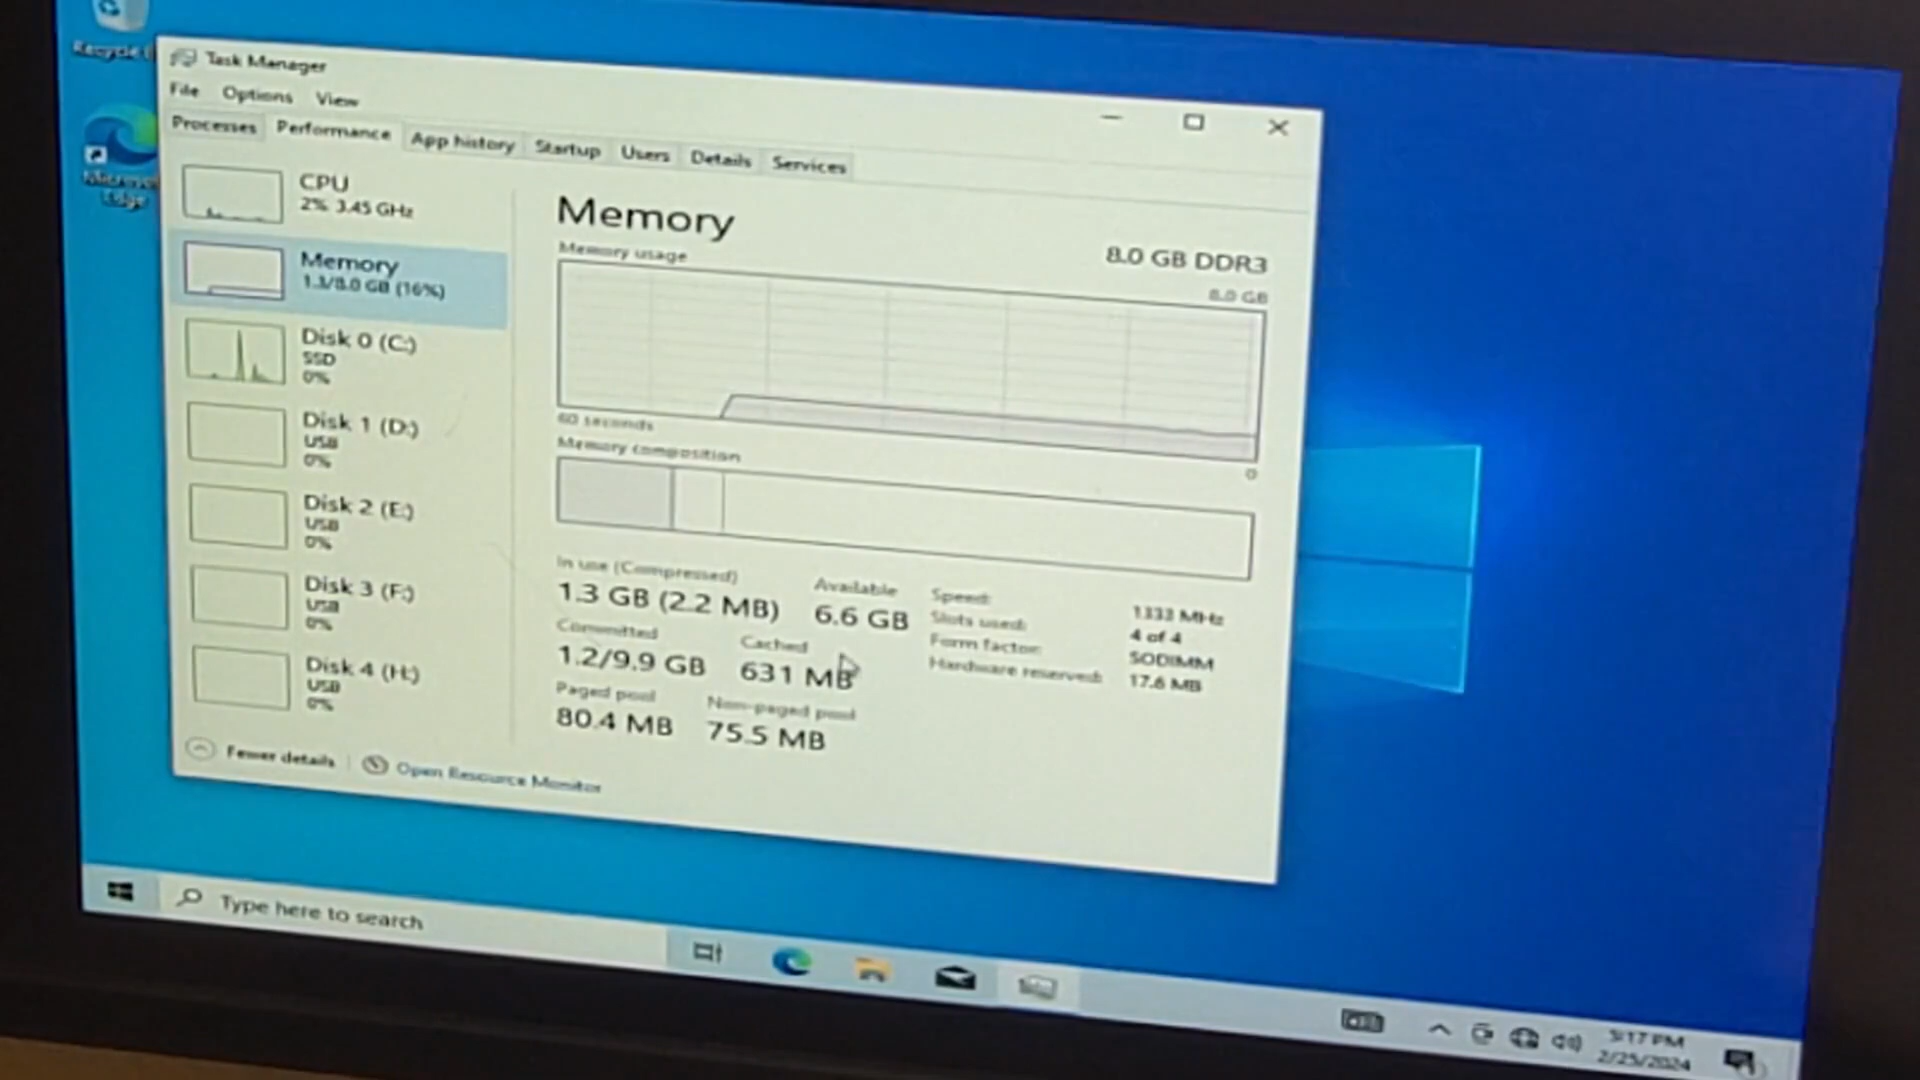 Recycle
Microsof
Edge
Task Manager
File Options View
Processes Performance App history Startup Users Details Services
CPU
2% 3.45 GHz
Memory
1.3/8.0 GB (16%)
Disk 0 (C:)
SSD
0%
Disk 1 (D:)
USB
0%
Disk 2 (E:)
USB
0%
Disk 3 (F:)
USB
0%
Disk 4 (H:)
USB
0%
Memory
8.0 GB DDR3
Memory usage
8.0 GB
60 seconds
0
Memory composition
In use (Compressed)
1.3 GB (2.2 MB)
Available
6.6 GB
Committed
1.2/9.9 GB
Cached
631 MB
Paged pool
80.4 MB
Non-paged pool
75.5 MB
Speed: 1333 MHz
Slots used: 4 of 4
Form factor: SODIMM
Hardware reserved: 17.6 MB
Fewer details
Open Resource Monitor
Type here to search
5:17 PM
2/25/2024